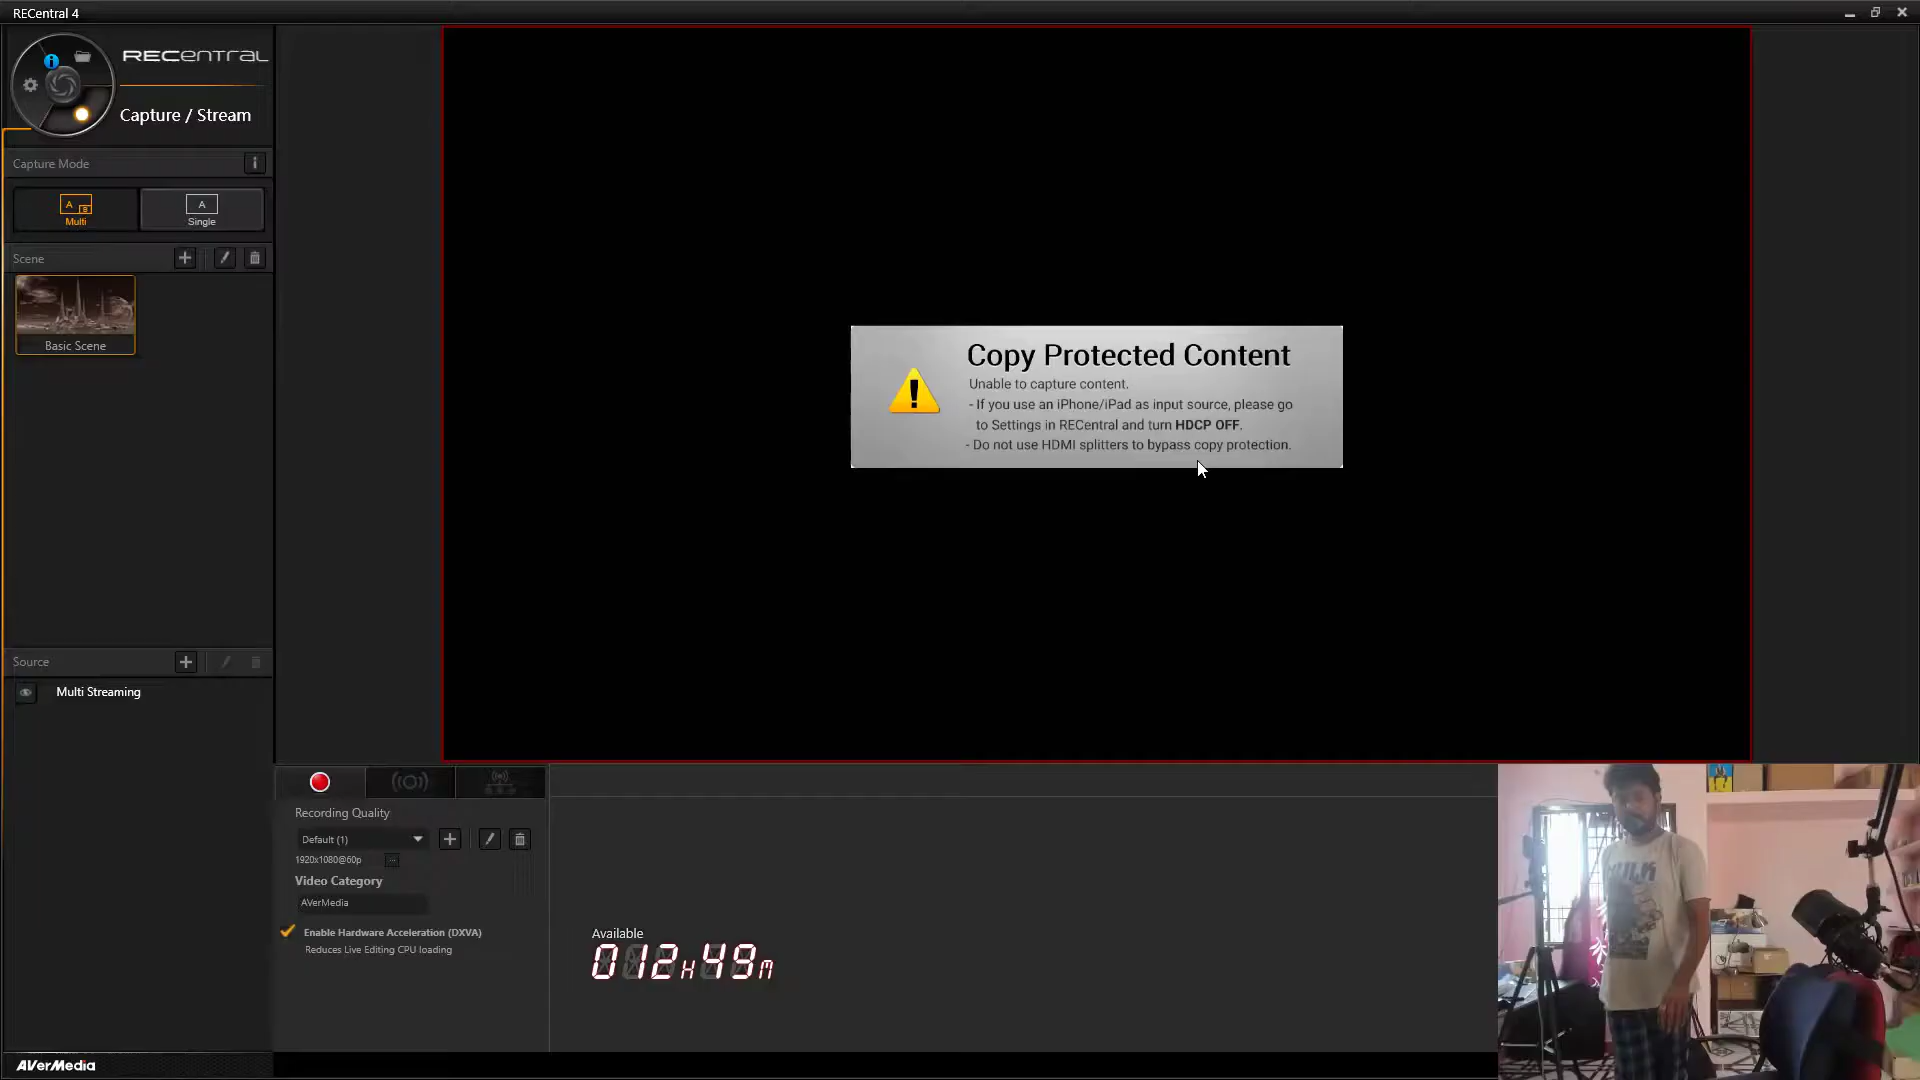 RECentral 4
RECENTRAL
Capture / Stream
Capture Mode
i
A B
Multi
A
Single
Scene
Basic Scene
Source
Multi Streaming
Copy Protected Content
Unable to capture content.
- If you use an iPhone/iPad as input source, please go
to Settings in RECentral and turn HDCP OFF.
- Do not use HDMI splitters to bypass copy protection.
Recording Quality
Default (1)
1920x1080@60p
...
Video Category
AVerMedia
Enable Hardware Acceleration (DXVA)
Reduces Live Editing CPU loading
Available
012H49M
HULK
AVerMedia